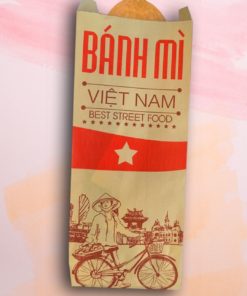 BÁNH MÌ
VIỆT NAM
BEST STREET FOOD